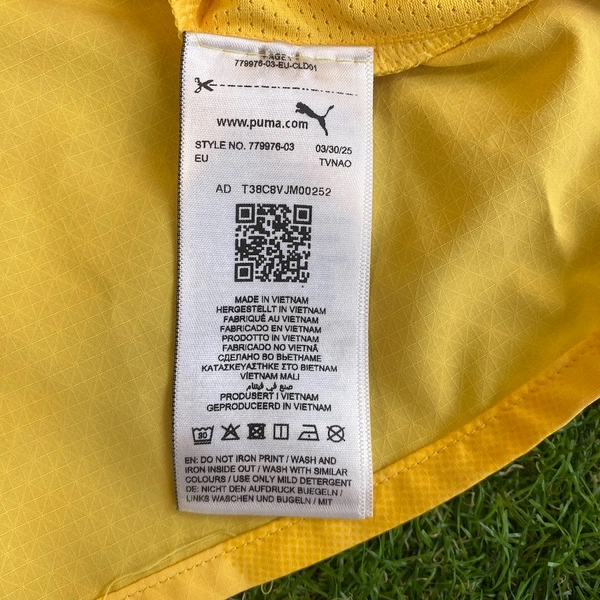 779976-03-EU-CLD01
www.puma.com
STYLE NO. 779976-03 03/30/25
EU TVNAO
AD T38C8VJM00252
MADE IN VIETNAM
HERGESTELLT IN VIETNAM
FABRIQUÉ AU VIETNAM
FABRICADO EN VIETNAM
PRODOTTO IN VIETNAM
FABRICADO NO VIETNÃ
СДЕЛАНО ВО ВЬЕТНАМЕ
ΚΑΤΑΣΚΕΥΑΣΤΗΚΕ ΣΤΟ ΒΙΕΤΝΑΜ
VİETNAM MALI
صنع في فيتنام
PRODUSERT I VIETNAM
GEPRODUCEERD IN VIETNAM
30
EN: DO NOT IRON PRINT / WASH AND
IRON INSIDE OUT / WASH WITH SIMILAR
COLOURS / USE ONLY MILD DETERGENT
DE: NICHT DEN AUFDRUCK BUEGELN /
LINKS WASCHEN UND BUGELN / MIT